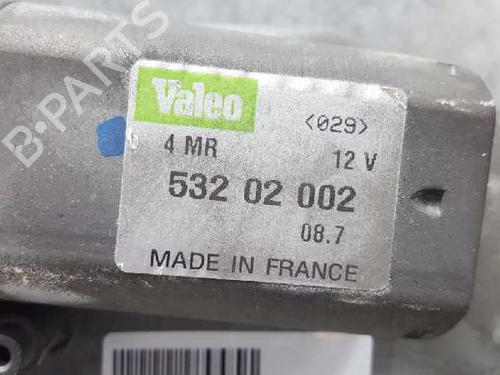 Valeo
<029>
4 MR 12 V
532 02 002
08.7
MADE IN FRANCE
B-PARTS